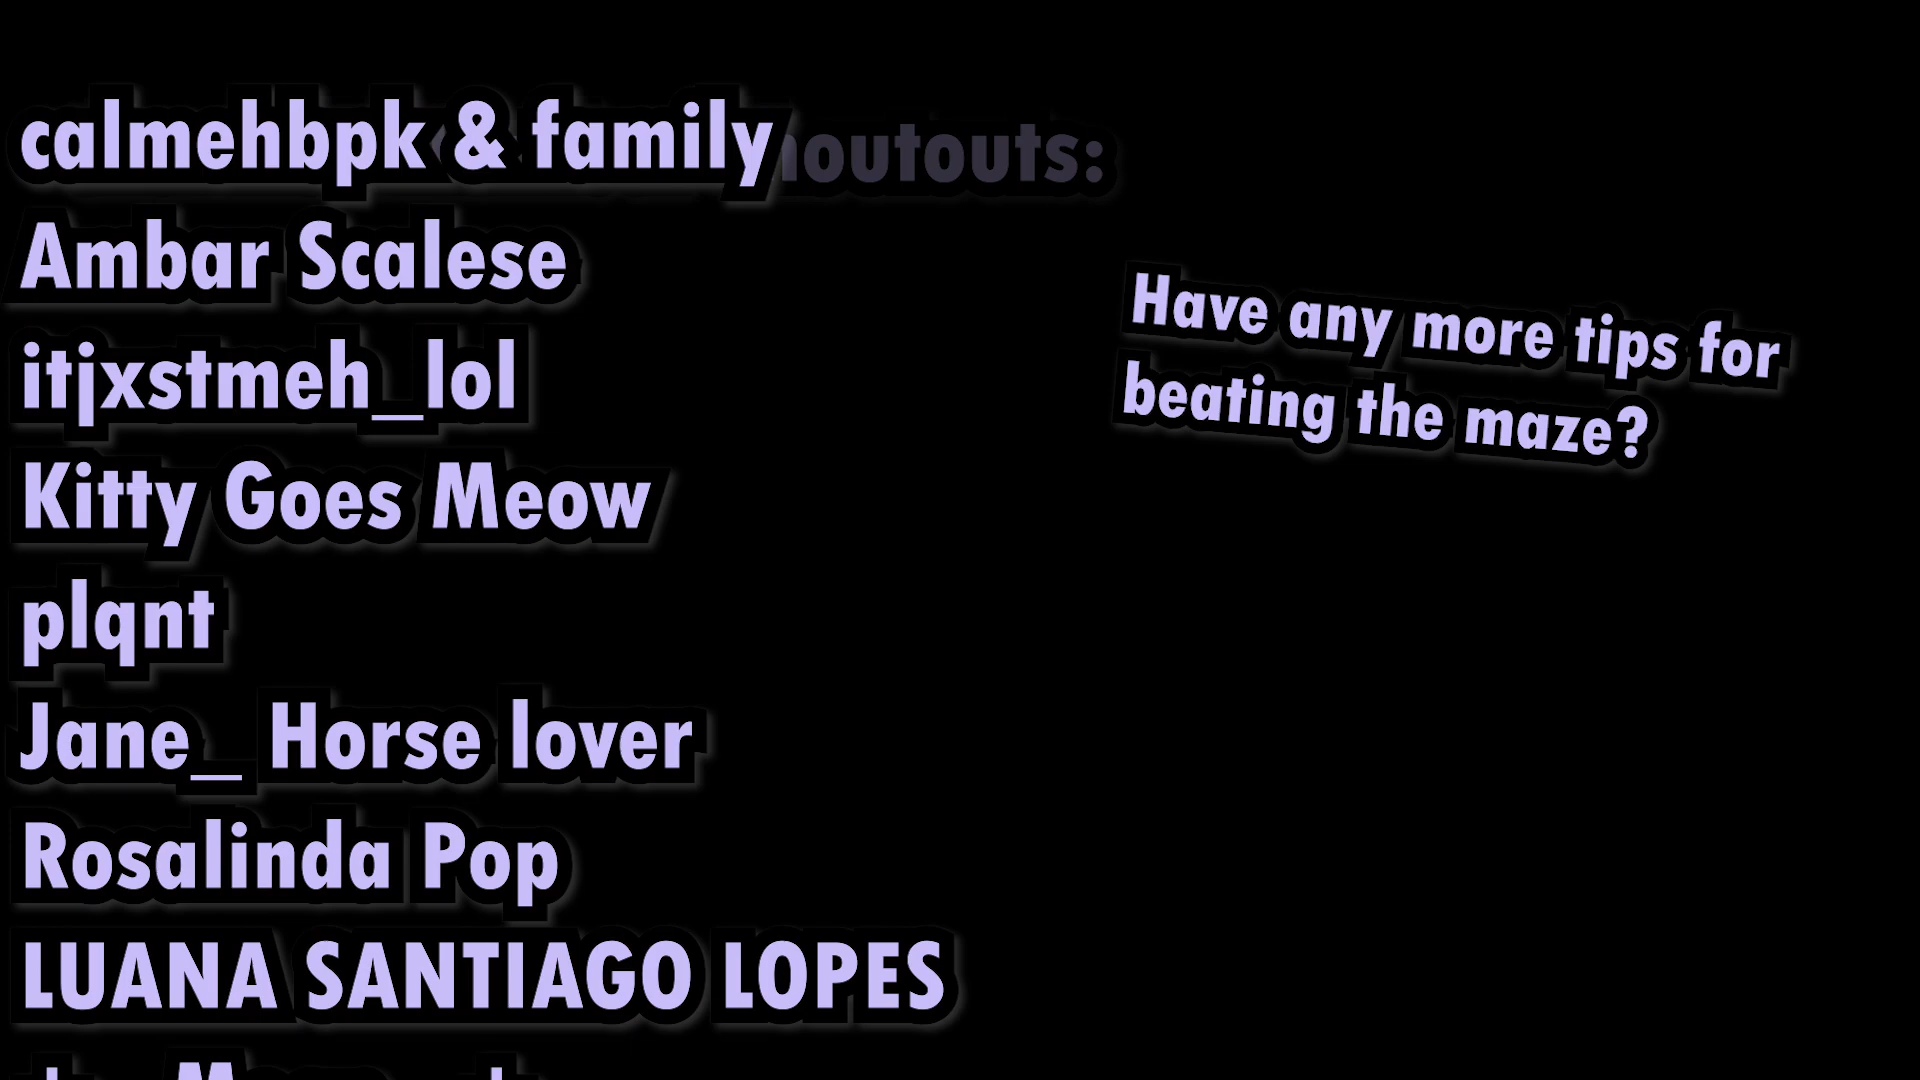 calmehbpk & family
Ambar Scalese
itjxstmeh_lol
Kitty Goes Meow
plqnt
Jane_ Horse lover
Rosalinda Pop
LUANA SANTIAGO LOPES
Have any more tips for
beating the maze?